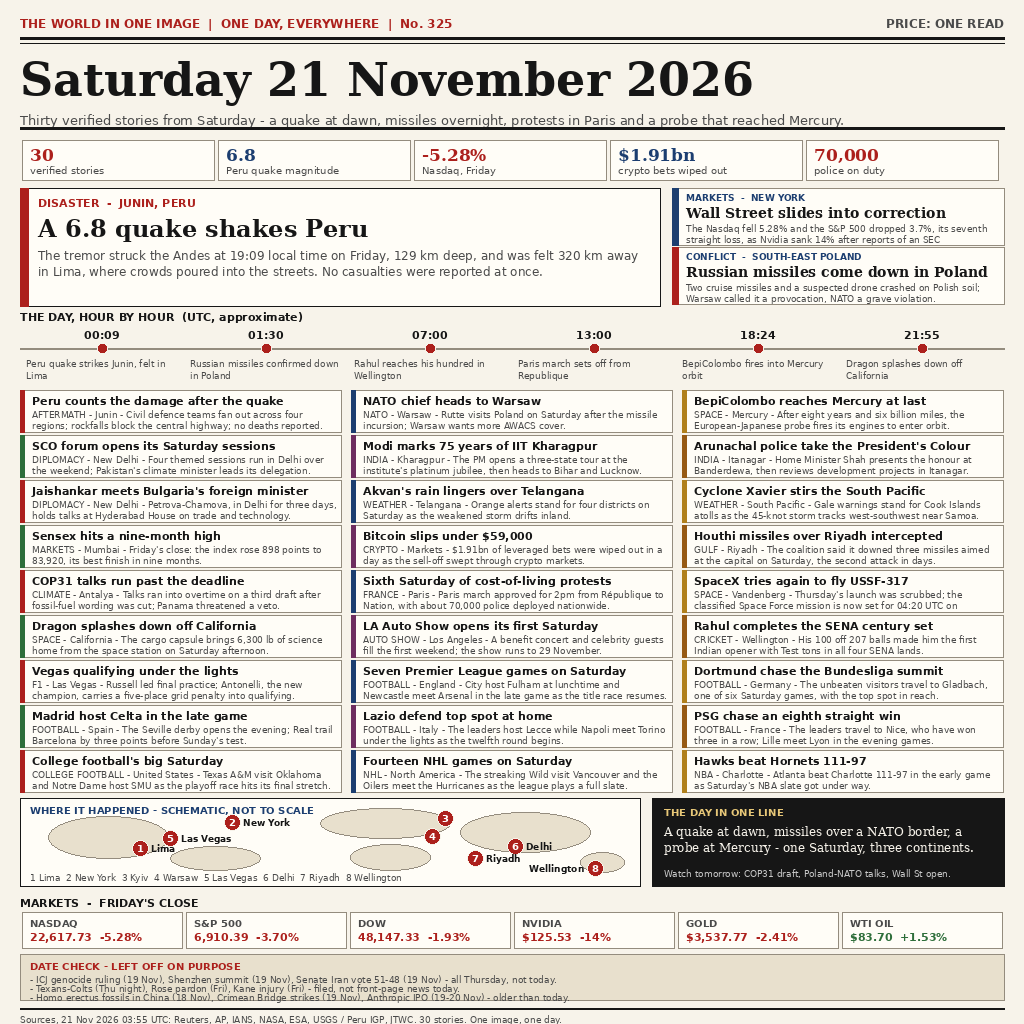 THE WORLD IN ONE IMAGE | ONE DAY, EVERYWHERE | No. 325
PRICE: ONE READ
Saturday 21 November 2026
Thirty verified stories from Saturday - a quake at dawn, missiles overnight, protests in Paris and a probe that reached Mercury.
30
verified stories
6.8
Peru quake magnitude
-5.28%
Nasdaq, Friday
$1.91bn
crypto bets wiped out
70,000
police on duty
DISASTER - JUNIN, PERU
A 6.8 quake shakes Peru
The tremor struck the Andes at 19:09 local time on Friday, 129 km deep, and was felt 320 km away
in Lima, where crowds poured into the streets. No casualties were reported at once.
MARKETS - NEW YORK
Wall Street slides into correction
The Nasdaq fell 5.28% and the S&P 500 dropped 3.7%, its seventh
straight loss, as Nvidia sank 14% after reports of an SEC
CONFLICT - SOUTH-EAST POLAND
Russian missiles come down in Poland
Two cruise missiles and a suspected drone crashed on Polish soil;
Warsaw called it a provocation, NATO a grave violation.
THE DAY, HOUR BY HOUR (UTC, approximate)
00:09
Peru quake strikes Junin, felt in
Lima
01:30
Russian missiles confirmed down
in Poland
07:00
Rahul reaches his hundred in
Wellington
13:00
Paris march sets off from
Republique
18:24
BepiColombo fires into Mercury
orbit
21:55
Dragon splashes down off
California
Peru counts the damage after the quake
AFTERMATH - Junin - Civil defence teams fan out across four
regions; rockfalls block the central highway; no deaths reported.
NATO chief heads to Warsaw
NATO - Warsaw - Rutte visits Poland on Saturday after the missile
incursion; Warsaw wants more AWACS cover.
BepiColombo reaches Mercury at last
SPACE - Mercury - After eight years and six billion miles, the
European-Japanese probe fires its engines to enter orbit.
SCO forum opens its Saturday sessions
DIPLOMACY - New Delhi - Four themed sessions run in Delhi over
the weekend; Pakistan's climate minister leads its delegation.
Modi marks 75 years of IIT Kharagpur
INDIA - Kharagpur - The PM opens a three-state tour at the
institute's platinum jubilee, then heads to Bihar and Lucknow.
Arunachal police take the President's Colour
INDIA - Itanagar - Home Minister Shah presents the honour at
Banderdewa, then reviews development projects in Itanagar.
Jaishankar meets Bulgaria's foreign minister
DIPLOMACY - New Delhi - Petrova-Chamova, in Delhi for three days,
holds talks at Hyderabad House on trade and technology.
Akvan's rain lingers over Telangana
WEATHER - Telangana - Orange alerts stand for four districts on
Saturday as the weakened storm drifts inland.
Cyclone Xavier stirs the South Pacific
WEATHER - South Pacific - Gale warnings stand for Cook Islands
atolls as the 45-knot storm tracks west-southwest near Samoa.
Sensex hits a nine-month high
MARKETS - Mumbai - Friday's close: the index rose 898 points to
83,920, its best finish in nine months.
Bitcoin slips under $59,000
CRYPTO - Markets - $1.91bn of leveraged bets were wiped out in a
day as the sell-off swept through crypto markets.
Houthi missiles over Riyadh intercepted
GULF - Riyadh - The coalition said it downed three missiles aimed
at the capital on Saturday, the second attack in days.
COP31 talks run past the deadline
CLIMATE - Antalya - Talks ran into overtime on a third draft after
fossil-fuel wording was cut; Panama threatened a veto.
Sixth Saturday of cost-of-living protests
FRANCE - Paris - Paris march approved for 2pm from République to
Nation, with about 70,000 police deployed nationwide.
SpaceX tries again to fly USSF-317
SPACE - Vandenberg - Thursday's launch was scrubbed; the
classified Space Force mission is now set for 04:20 UTC on
Dragon splashes down off California
SPACE - California - The cargo capsule brings 6,300 lb of science
home from the space station on Saturday afternoon.
LA Auto Show opens its first Saturday
AUTO SHOW - Los Angeles - A benefit concert and celebrity guests
fill the first weekend; the show runs to 29 November.
Rahul completes the SENA century set
CRICKET - Wellington - His 100 off 207 balls made him the first
Indian opener with Test tons in all four SENA lands.
Vegas qualifying under the lights
F1 - Las Vegas - Russell led final practice; Antonelli, the new
champion, carries a five-place grid penalty into qualifying.
Seven Premier League games on Saturday
FOOTBALL - England - City host Fulham at lunchtime and
Newcastle meet Arsenal in the late game as the title race resumes.
Dortmund chase the Bundesliga summit
FOOTBALL - Germany - The unbeaten visitors travel to Gladbach,
one of six Saturday games, with the top spot in reach.
Madrid host Celta in the late game
FOOTBALL - Spain - The Seville derby opens the evening; Real trail
Barcelona by three points before Sunday's test.
Lazio defend top spot at home
FOOTBALL - Italy - The leaders host Lecce while Napoli meet Torino
under the lights as the twelfth round begins.
PSG chase an eighth straight win
FOOTBALL - France - The leaders travel to Nice, who have won
three in a row; Lille meet Lyon in the evening games.
College football's big Saturday
COLLEGE FOOTBALL - United States - Texas A&M visit Oklahoma
and Notre Dame host SMU as the playoff race hits its final stretch.
Fourteen NHL games on Saturday
NHL - North America - The streaking Wild visit Vancouver and the
Oilers meet the Hurricanes as the league plays a full slate.
Hawks beat Hornets 111-97
NBA - Charlotte - Atlanta beat Charlotte 111-97 in the early game
as Saturday's NBA slate got under way.
WHERE IT HAPPENED - SCHEMATIC, NOT TO SCALE
2 New York
3
5 Las Vegas
4
1 Lima
6 Delhi
7 Riyadh
Wellington 8
1 Lima 2 New York 3 Kyiv 4 Warsaw 5 Las Vegas 6 Delhi 7 Riyadh 8 Wellington
THE DAY IN ONE LINE
A quake at dawn, missiles over a NATO border, a
probe at Mercury - one Saturday, three continents.
Watch tomorrow: COP31 draft, Poland-NATO talks, Wall St open.
MARKETS - FRIDAY'S CLOSE
NASDAQ
22,617.73 -5.28%
S&P 500
6,910.39 -3.70%
DOW
48,147.33 -1.93%
NVIDIA
$125.53 -14%
GOLD
$3,537.77 -2.41%
WTI OIL
$83.70 +1.53%
DATE CHECK - LEFT OFF ON PURPOSE
- ICJ genocide ruling (19 Nov), Shenzhen summit (19 Nov), Senate Iran vote 51-48 (19 Nov) - all Thursday, not today.
- Texans-Colts (Thu night), Rose pardon (Fri), Kane injury (Fri) - filed, not front-page news today.
- Homo erectus fossils in China (18 Nov), Crimean Bridge strikes (19 Nov), Anthropic IPO (19-20 Nov) - older than today.
Sources, 21 Nov 2026 03:55 UTC: Reuters, AP, IANS, NASA, ESA, USGS / Peru IGP, JTWC. 30 stories. One image, one day.